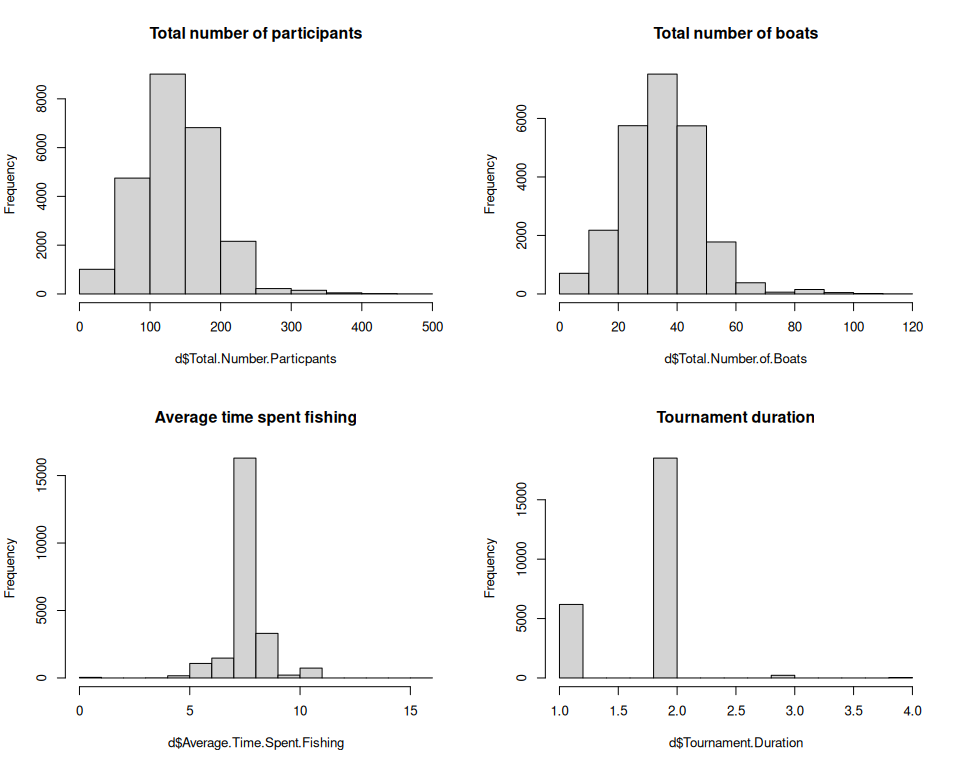 Total number of participants
Frequency
8000
6000
4000
2000
0
0 100 200 300 400 500
d$Total.Number.Particpants
Total number of boats
Frequency
6000
4000
2000
0
0 20 40 60 80 100 120
d$Total.Number.of.Boats
Average time spent fishing
Frequency
15000
10000
5000
0
0 5 10 15
d$Average.Time.Spent.Fishing
Tournament duration
Frequency
15000
10000
5000
0
1.0 1.5 2.0 2.5 3.0 3.5 4.0
d$Tournament.Duration